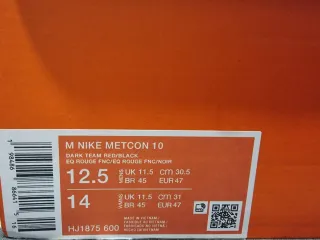 M NIKE METCON 10
DARK TEAM RED/BLACK
EQ ROUGE FNC/EQ ROUGE FNC/NOIR
12.5 MENS UK 11.5 cm 30.5
BR 45 EUR 47
14 WMNS UK 11.5 cm 31
BR 45 EUR 47
HJ1875 600
MADE IN VIETNAM